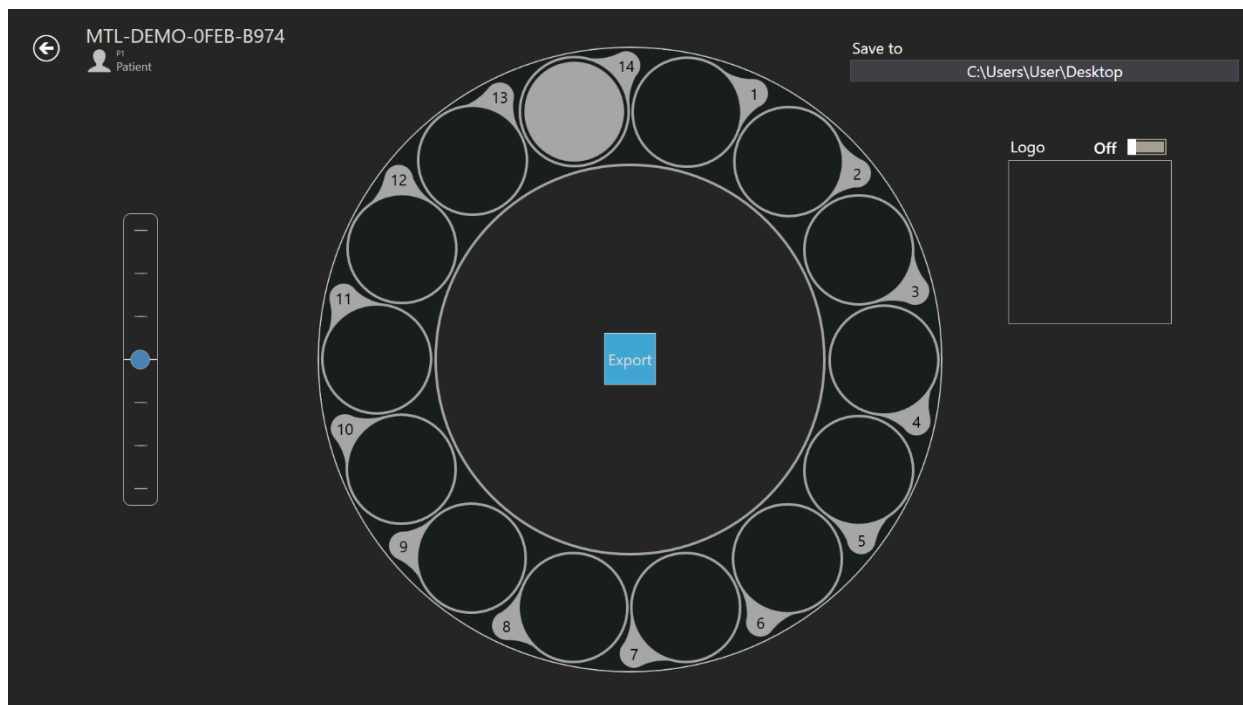 MTL-DEMO-0FEB-B974
P1
Patient
Save to
C:\Users\User\Desktop
Logo
Off
14
1
13
2
12
3
11
Export
4
10
5
9
6
8
7